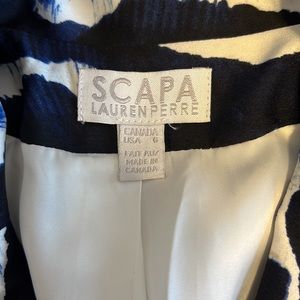 SCAPA
LAUREN PERRE
CANADA
USA 6
FAIT AU/
MADE IN
CANADA